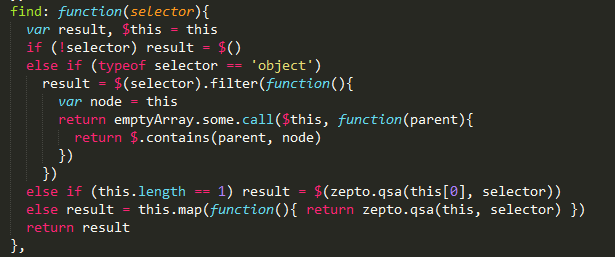 find: function(selector){
var result, $this = this
if (!selector) result = $()
else if (typeof selector == 'object')
result = $(selector).filter(function(){
var node = this
return emptyArray.some.call($this, function(parent){
return $.contains(parent, node)
})
})
else if (this.length == 1) result = $(zepto.qsa(this[0], selector))
else result = this.map(function(){ return zepto.qsa(this, selector) })
return result
},